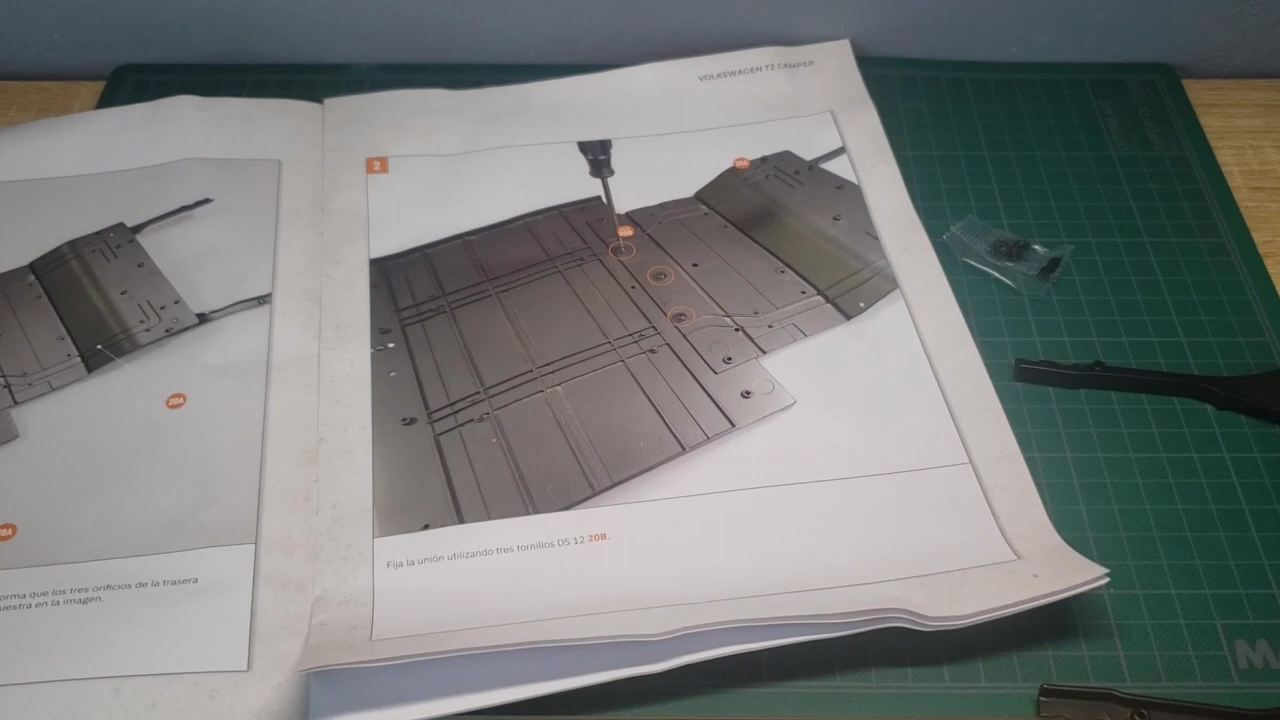 VOLKSWAGEN T2 CAMPER
20A
orma que los tres orificios de la trasera
uestra en la imagen.
2
20B
Fija la unión utilizando tres tornillos DS 12 20B.
M